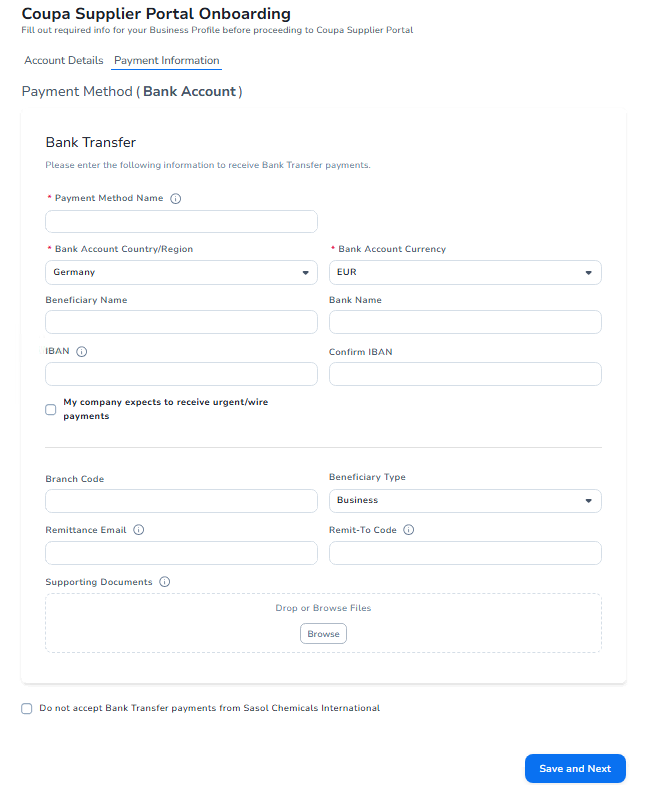 Coupa Supplier Portal Onboarding
Fill out required info for your Business Profile before proceeding to Coupa Supplier Portal
Account Details Payment Information
Payment Method ( Bank Account )
Bank Transfer
Please enter the following information to receive Bank Transfer payments.
* Payment Method Name
* Bank Account Country/Region * Bank Account Currency
Germany EUR
Beneficiary Name Bank Name
IBAN Confirm IBAN
My company expects to receive urgent/wire
payments
Branch Code Beneficiary Type
Business
Remittance Email Remit-To Code
Supporting Documents
Drop or Browse Files
Browse
Do not accept Bank Transfer payments from Sasol Chemicals International
Save and Next